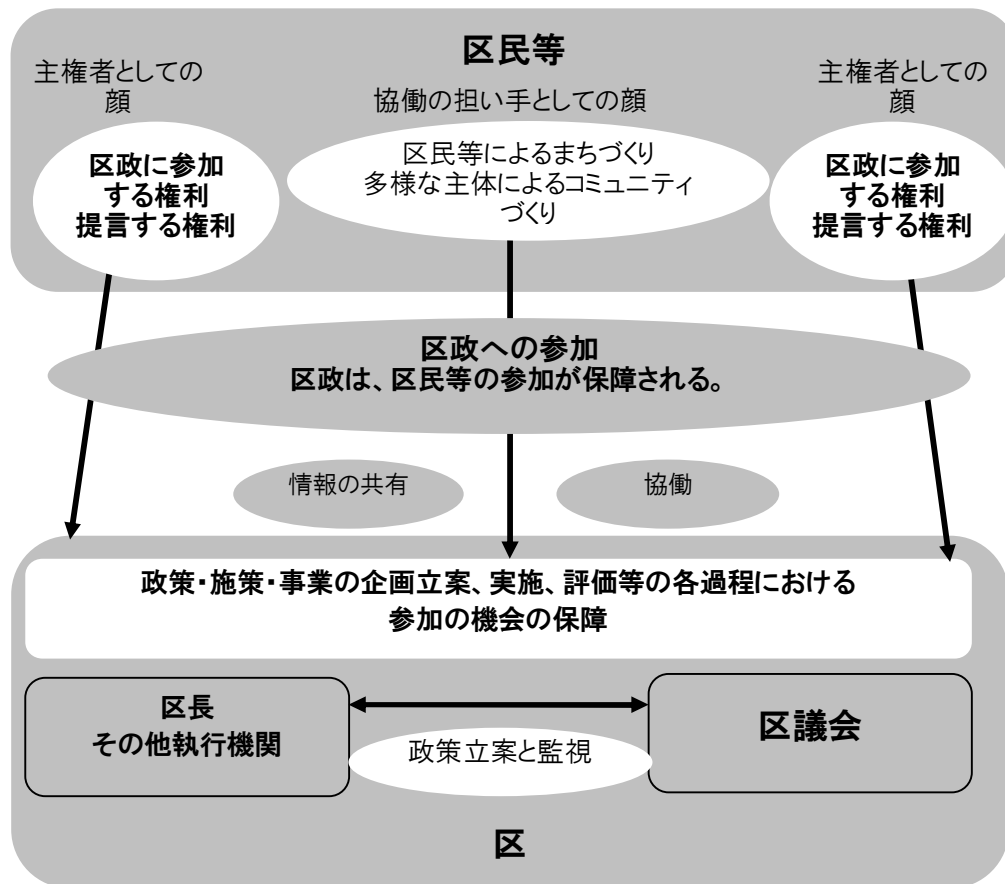 区民等
主権者としての
顔
協働の担い手としての顔
主権者としての
顔
区政に参加
する権利
提言する権利
区民等によるまちづくり
多様な主体によるコミュニティ
づくり
区政に参加
する権利
提言する権利
区政への参加
区政は、区民等の参加が保障される。
情報の共有
協働
政策・施策・事業の企画立案、実施、評価等の各過程における
参加の機会の保障
区長
その他執行機関
政策立案と監視
区議会
区